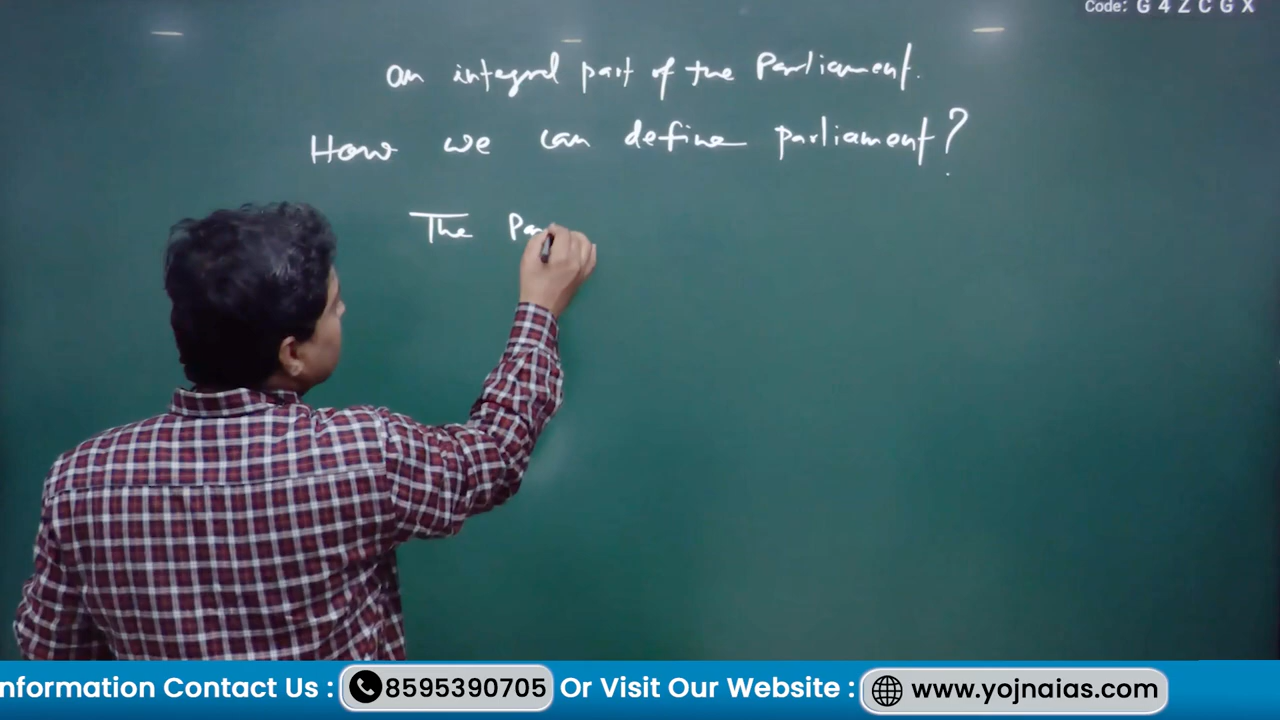 Code: G 4 Z C G X
an integral part of the Parliament.
How we can define parliament?
The Pa
nformation Contact Us : 8595390705 Or Visit Our Website : www.yojnaias.com